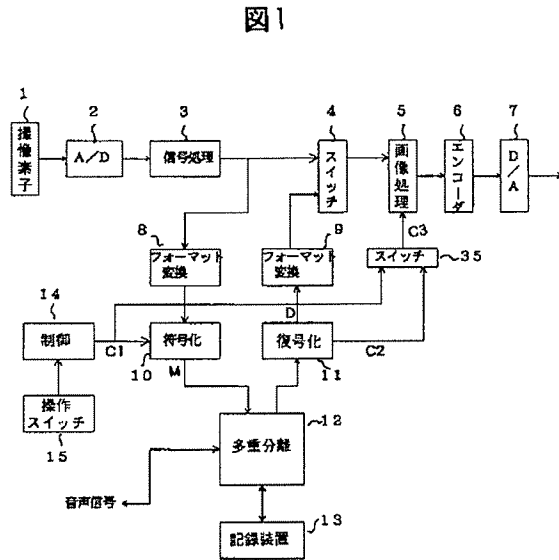 図1
1
撮像素子
2
A/D
3
信号処理
4
スイッチ
5
画像処理
6
エンコーダ
7
D/A
8
フォーマット
変換
9
フォーマット
変換
C3
スイッチ
35
14
制御
C1
符号化
10
M
D
復号化
11
C2
操作
スイッチ
15
12
多重分離
音声信号
13
記録装置